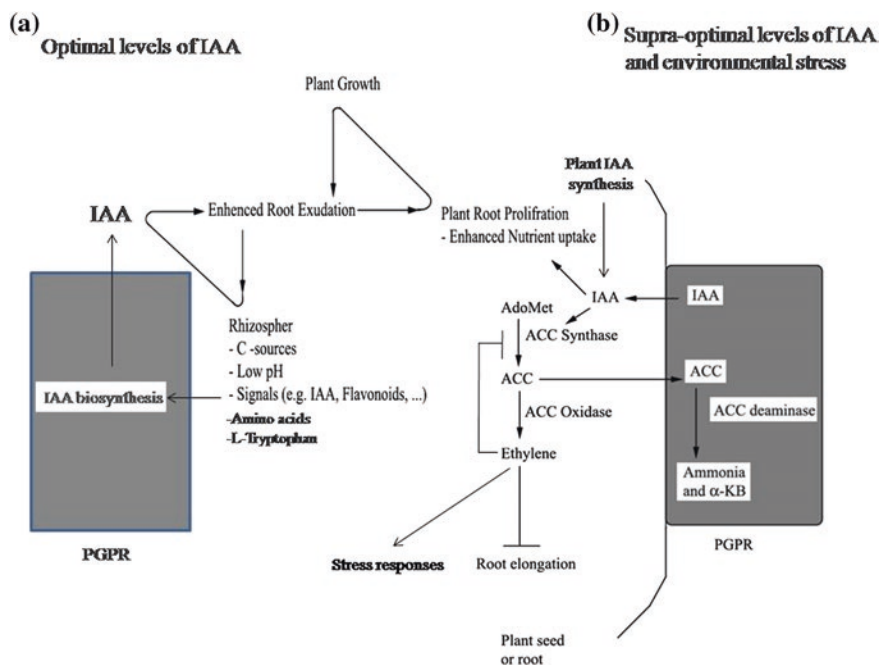 (a)
Optimal levels of IAA
Plant Growth
IAA
Enhenced Root Exudation
Rhizospher
- C -sources
- Low pH
- Signals (e.g. IAA, Flavonoids, ...)
-Amino acids
-L-Tryptophan
IAA biosynthesis
PGPR
(b)
Supra-optimal levels of IAA
and environmental stress
Plant IAA
synthesis
Plant Root Prolifration
- Enhanced Nutrient uptake
IAA
IAA
AdoMet
ACC Synthase
ACC
ACC
ACC deaminase
ACC Oxidase
Ethylene
Ammonia
and α-KB
Stress responses
Root elongation
PGPR
Plant seed
or root